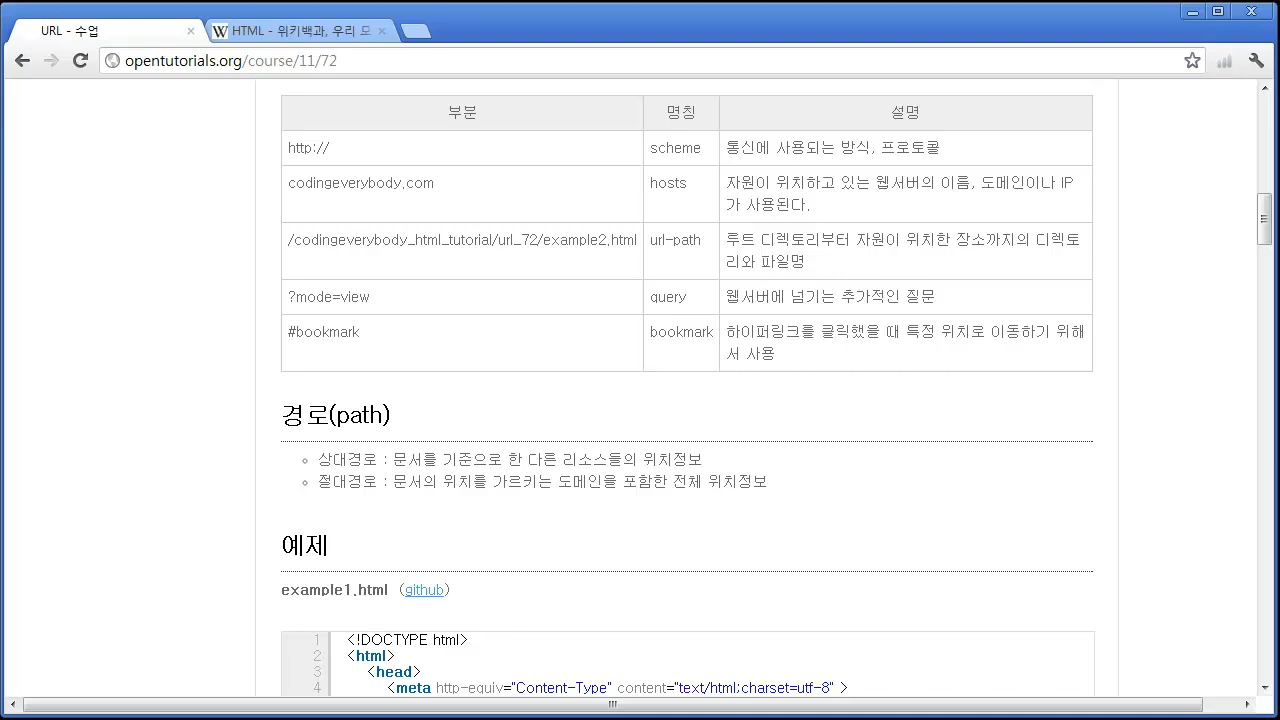 URL - 수업
HTML - 위키백과, 우리 모
opentutorials.org/course/11/72
부분 명칭 설명
http:// scheme 통신에 사용되는 방식, 프로토콜
codingeverybody.com hosts 자원이 위치하고 있는 웹서버의 이름, 도메인이나 IP
가 사용된다.
/codingeverybody_html_tutorial/url_72/example2.html url-path 루트 디렉토리부터 자원이 위치한 장소까지의 디렉토
리와 파일명
?mode=view query 웹서버에 넘기는 추가적인 질문
#bookmark bookmark 하이퍼링크를 클릭했을 때 특정 위치로 이동하기 위해
서 사용
경로(path)
상대경로 : 문서를 기준으로 한 다른 리소스들의 위치정보
절대경로 : 문서의 위치를 가르키는 도메인을 포함한 전체 위치정보
예제
example1.html (github)
1 <!DOCTYPE html>
2 <html>
3 <head>
4 <meta http-equiv="Content-Type" content="text/html;charset=utf-8" >